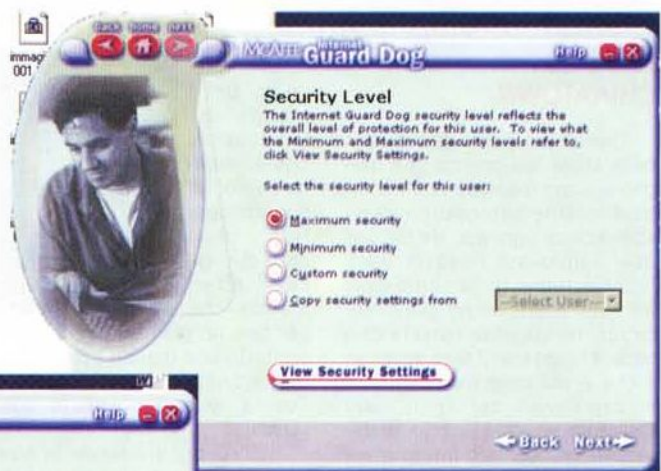 back home next
immagi
001
McAfee Internet Guard Dog
Help
Security Level
The Internet Guard Dog security level reflects the
overall level of protection for this user. To view what
the Minimum and Maximum security levels refer to,
click View Security Settings.
Select the security level for this user:
Maximum security
Minimum security
Custom security
Copy security settings from
--Select User--
View Security Settings
Help
Back Next